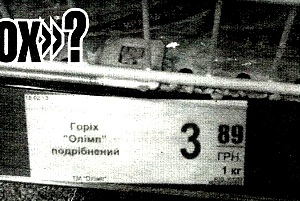 ОХ»?
Горіх
"Олімп"
подрібнений
3 89
ГРН.
1 кг
ТМ "Олімп"